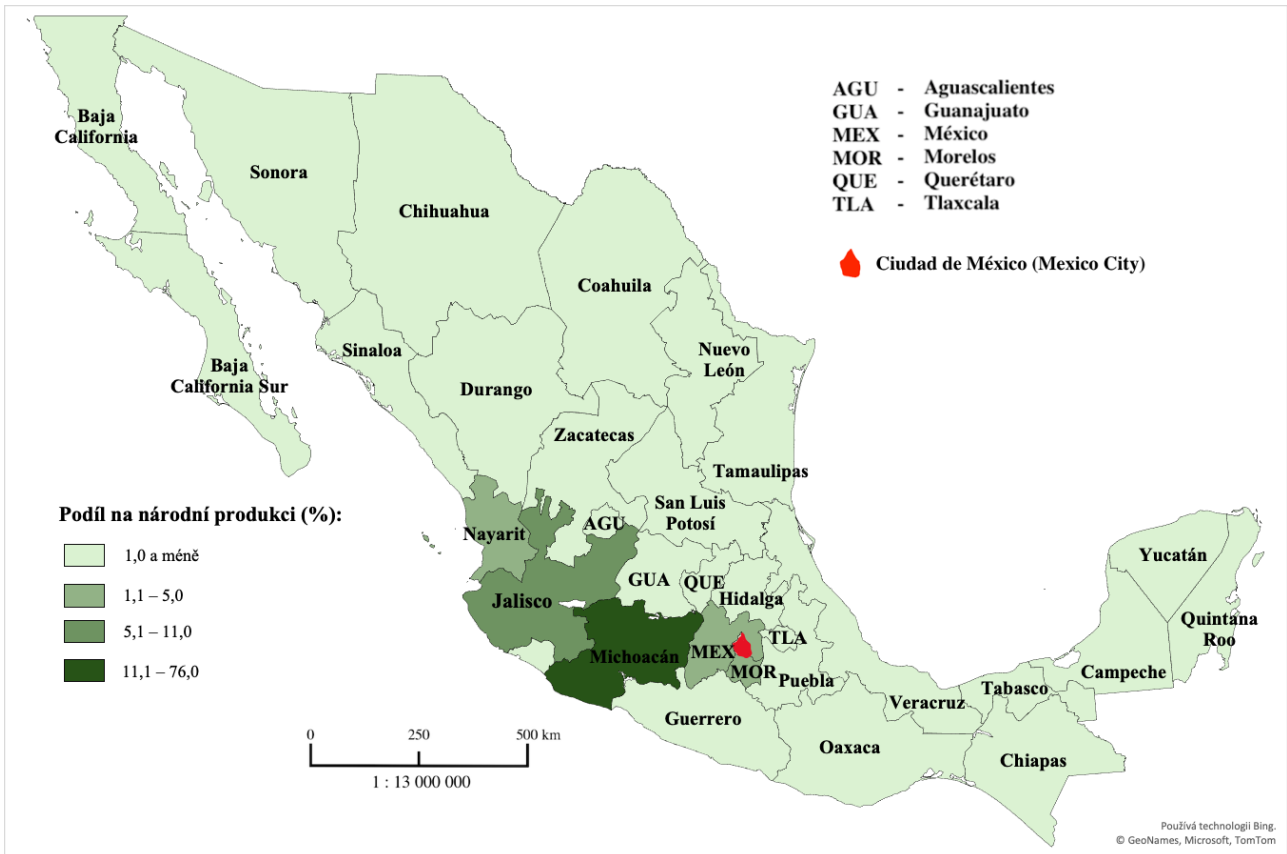 Baja
California
Sonora
Chihuahua
Coahuila
Nuevo
León
Sinaloa
Durango
Baja
California Sur
Zacatecas
Tamaulipas
San Luis
Potosí
Nayarit
AGU
GUA
QUE
Hidalga
Jalisco
Michoacán
MEX
TLA
MOR
Puebla
Guerrero
Oaxaca
Veracruz
Tabasco
Chiapas
Campeche
Yucatán
Quintana
Roo
AGU - Aguascalientes
GUA - Guanajuato
MEX - México
MOR - Morelos
QUE - Querétaro
TLA - Tlaxcala
Ciudad de México (Mexico City)
Podíl na národní produkci (%):
1,0 a méně
1,1 – 5,0
5,1 – 11,0
11,1 – 76,0
0 250 500 km
1 : 13 000 000
Používá technologii Bing.
© GeoNames, Microsoft, TomTom